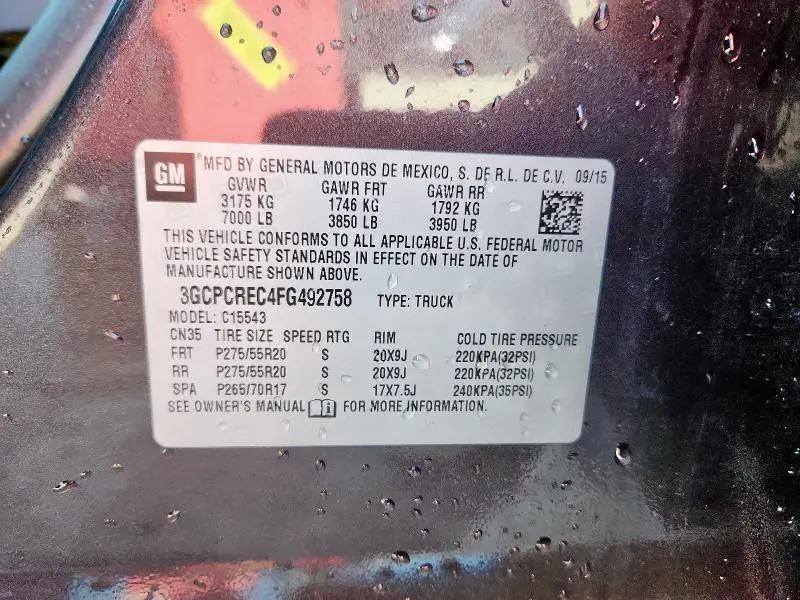 GM ® MFD BY GENERAL MOTORS DE MEXICO, S. DE R.L. DE C.V. 09/15
GVWR GAWR FRT GAWR RR
3175 KG 1746 KG 1792 KG
7000 LB 3850 LB 3950 LB
THIS VEHICLE CONFORMS TO ALL APPLICABLE U.S. FEDERAL MOTOR
VEHICLE SAFETY STANDARDS IN EFFECT ON THE DATE OF
MANUFACTURE SHOWN ABOVE.
3GCPCREC4FG492758 TYPE: TRUCK
MODEL: C15543
CN35 TIRE SIZE SPEED RTG RIM COLD TIRE PRESSURE
FRT P275/55R20 S 20X9J 220KPA(32PSI)
RR P275/55R20 S 20X9J 220KPA(32PSI)
SPA P265/70R17 S 17X7.5J 240KPA(35PSI)
SEE OWNER'S MANUAL FOR MORE INFORMATION.